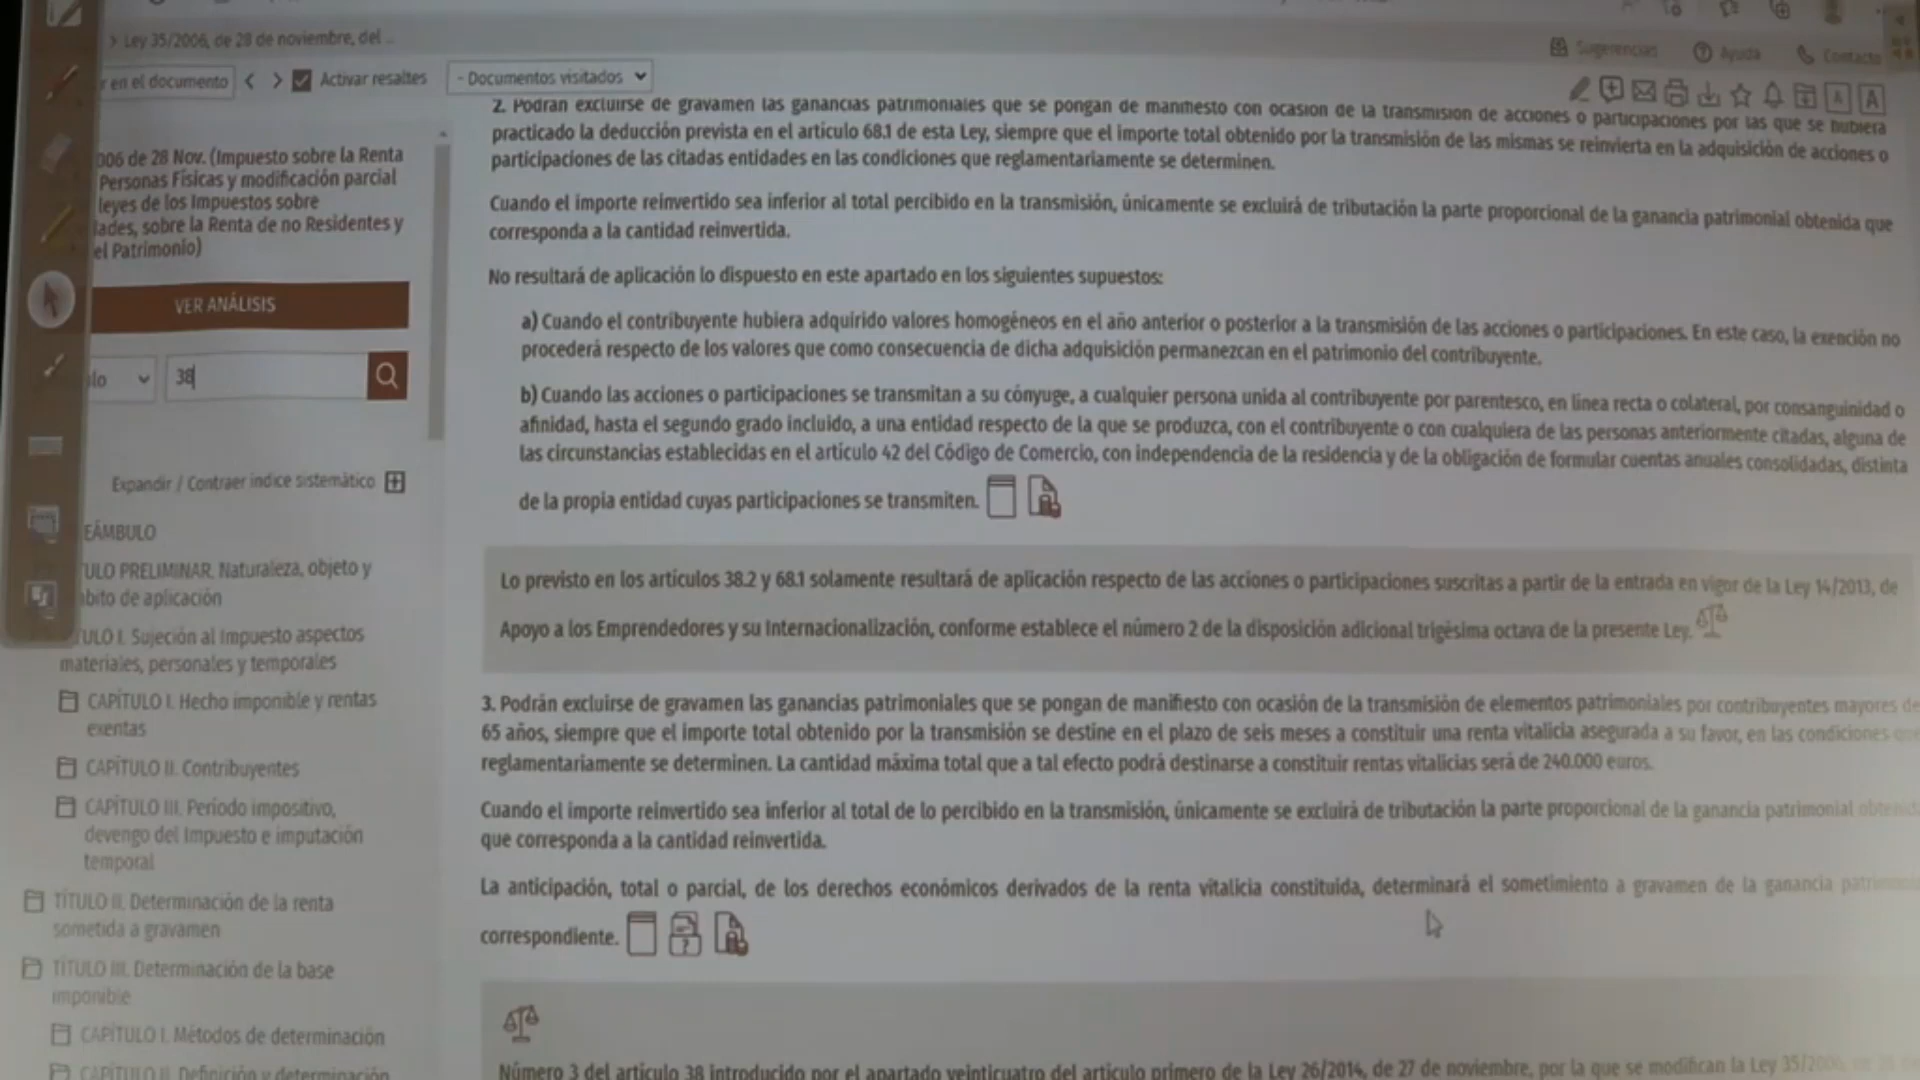 > Ley 35/2006, de 28 de noviembre, del ...
Sugerencias Ayuda Contacto
r en el documento < > Activar resaltes - Documentos visitados
2. Podrán excluirse de gravamen las ganancias patrimoniales que se pongan de manifiesto con ocasión de la transmisión de acciones o participaciones por las que se hubiera
practicado la deducción prevista en el artículo 68.1 de esta Ley, siempre que el importe total obtenido por la transmisión de las mismas se reinvierta en la adquisición de acciones o
participaciones de las citadas entidades en las condiciones que reglamentariamente se determinen.
Cuando el importe reinvertido sea inferior al total percibido en la transmisión, únicamente se excluirá de tributación la parte proporcional de la ganancia patrimonial obtenida que
corresponda a la cantidad reinvertida.
No resultará de aplicación lo dispuesto en este apartado en los siguientes supuestos:
a) Cuando el contribuyente hubiera adquirido valores homogéneos en el año anterior o posterior a la transmisión de las acciones o participaciones. En este caso, la exención no
procederá respecto de los valores que como consecuencia de dicha adquisición permanezcan en el patrimonio del contribuyente.
b) Cuando las acciones o participaciones se transmitan a su cónyuge, a cualquier persona unida al contribuyente por parentesco, en línea recta o colateral, por consanguinidad o
afinidad, hasta el segundo grado incluido, a una entidad respecto de la que se produzca, con el contribuyente o con cualquiera de las personas anteriormente citadas, alguna de
las circunstancias establecidas en el artículo 42 del Código de Comercio, con independencia de la residencia y de la obligación de formular cuentas anuales consolidadas, distinta
de la propia entidad cuyas participaciones se transmiten.
Lo previsto en los artículos 38.2 y 68.1 solamente resultará de aplicación respecto de las acciones o participaciones suscritas a partir de la entrada en vigor de la Ley 14/2013, de
Apoyo a los Emprendedores y su Internacionalización, conforme establece el número 2 de la disposición adicional trigésima octava de la presente Ley.
3. Podrán excluirse de gravamen las ganancias patrimoniales que se pongan de manifiesto con ocasión de la transmisión de elementos patrimoniales por contribuyentes mayores de
65 años, siempre que el importe total obtenido por la transmisión se destine en el plazo de seis meses a constituir una renta vitalicia asegurada a su favor, en las condiciones que
reglamentariamente se determinen. La cantidad máxima total que a tal efecto podrá destinarse a constituir rentas vitalicias será de 240.000 euros.
Cuando el importe reinvertido sea inferior al total de lo percibido en la transmisión, únicamente se excluirá de tributación la parte proporcional de la ganancia patrimonial
que corresponda a la cantidad reinvertida.
La anticipación, total o parcial, de los derechos económicos derivados de la renta vitalicia constituida, determinará el sometimiento a gravamen de la ganancia
correspondiente.
Número 3 del artículo 38 introducido por el apartado veinticuatro del artículo primero de la Ley 26/2014, de 27 de noviembre, por la que se modifican la Ley 35/2006,
006 de 28 Nov. (Impuesto sobre la Renta
Personas Físicas y modificación parcial
leyes de los Impuestos sobre
dades, sobre la Renta de no Residentes y
el Patrimonio)
VER ANÁLISIS
ulo 38
Expandir / Contraer índice sistemático
EÁMBULO
TULO PRELIMINAR. Naturaleza, objeto y
bito de aplicación
TULO I. Sujeción al Impuesto aspectos
materiales, personales y temporales
CAPÍTULO I. Hecho imponible y rentas
exentas
CAPÍTULO II. Contribuyentes
CAPÍTULO III. Período impositivo,
devengo del Impuesto e imputación
temporal
TÍTULO II. Determinación de la renta
sometida a gravamen
TÍTULO III. Determinación de la base
imponible
CAPÍTULO I. Métodos de determinación
CAPÍTULO II. Definición y determinación